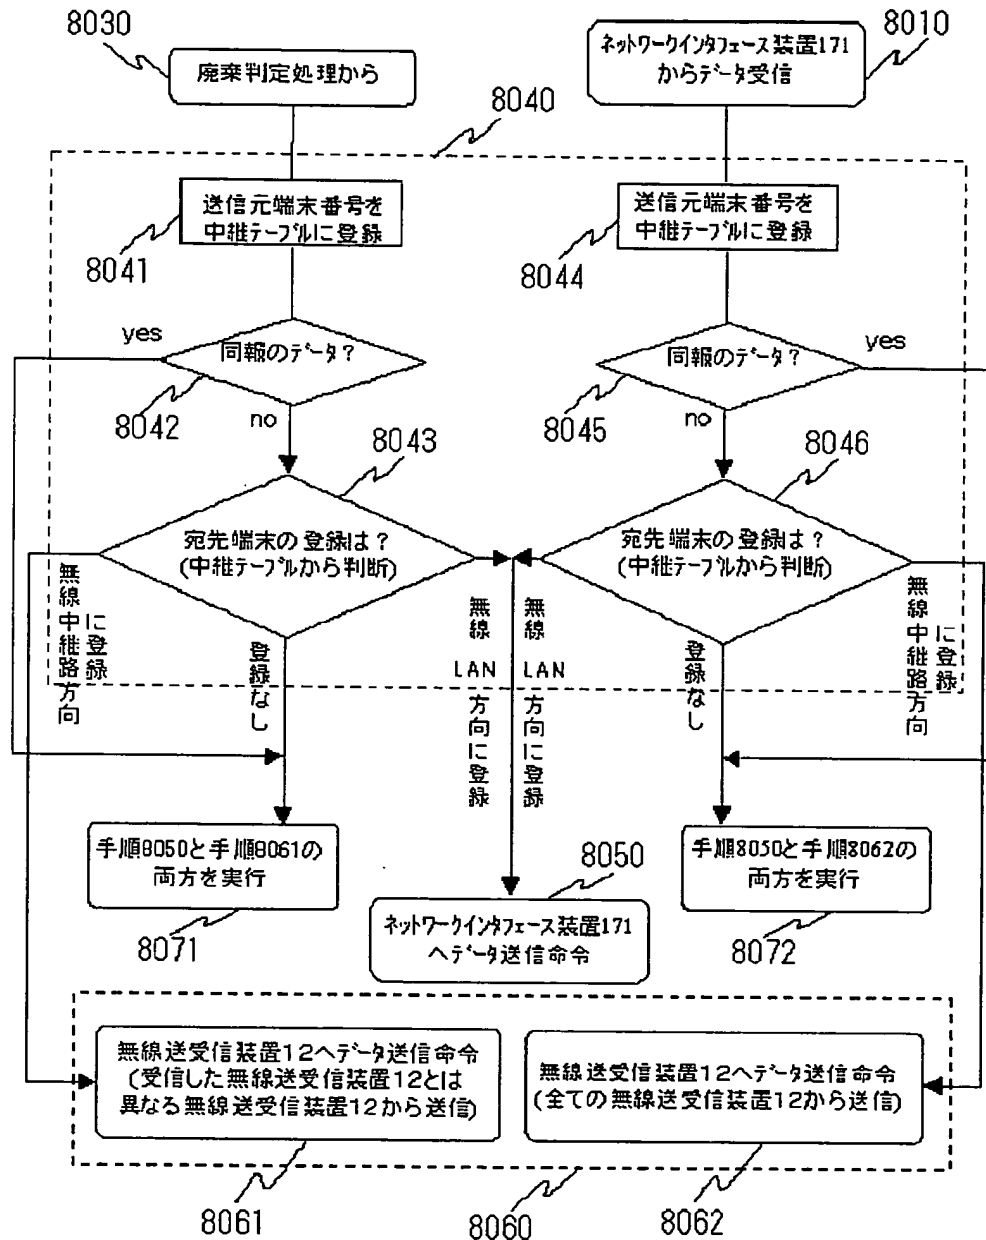 8030
8010
廃棄判定処理から
ネットワークインタフェース装置171
からデータ受信
8040
送信元端末番号を
中継テーブルに登録
送信元端末番号を
中継テーブルに登録
8041
8044
yes
同報のデータ?
同報のデータ?
yes
8042
no
8045
no
8043
8046
宛先端末の登録は?
(中継テーブルから判断)
宛先端末の登録は?
(中継テーブルから判断)
無線中継路方向
に登録
登録なし
無線LAN方向に登録
無線LAN方向に登録
登録なし
無線中継路方向
に登録
手順8050と手順8061の
両方を実行
8050
手順8050と手順8062の
両方を実行
8071
ネットワークインタフェース装置171
へデータ送信命令
8072
無線送受信装置12へデータ送信命令
(受信した無線送受信装置12とは
異なる無線送受信装置12から送信)
無線送受信装置12へデータ送信命令
(全ての無線送受信装置12から送信)
8061
8060
8062